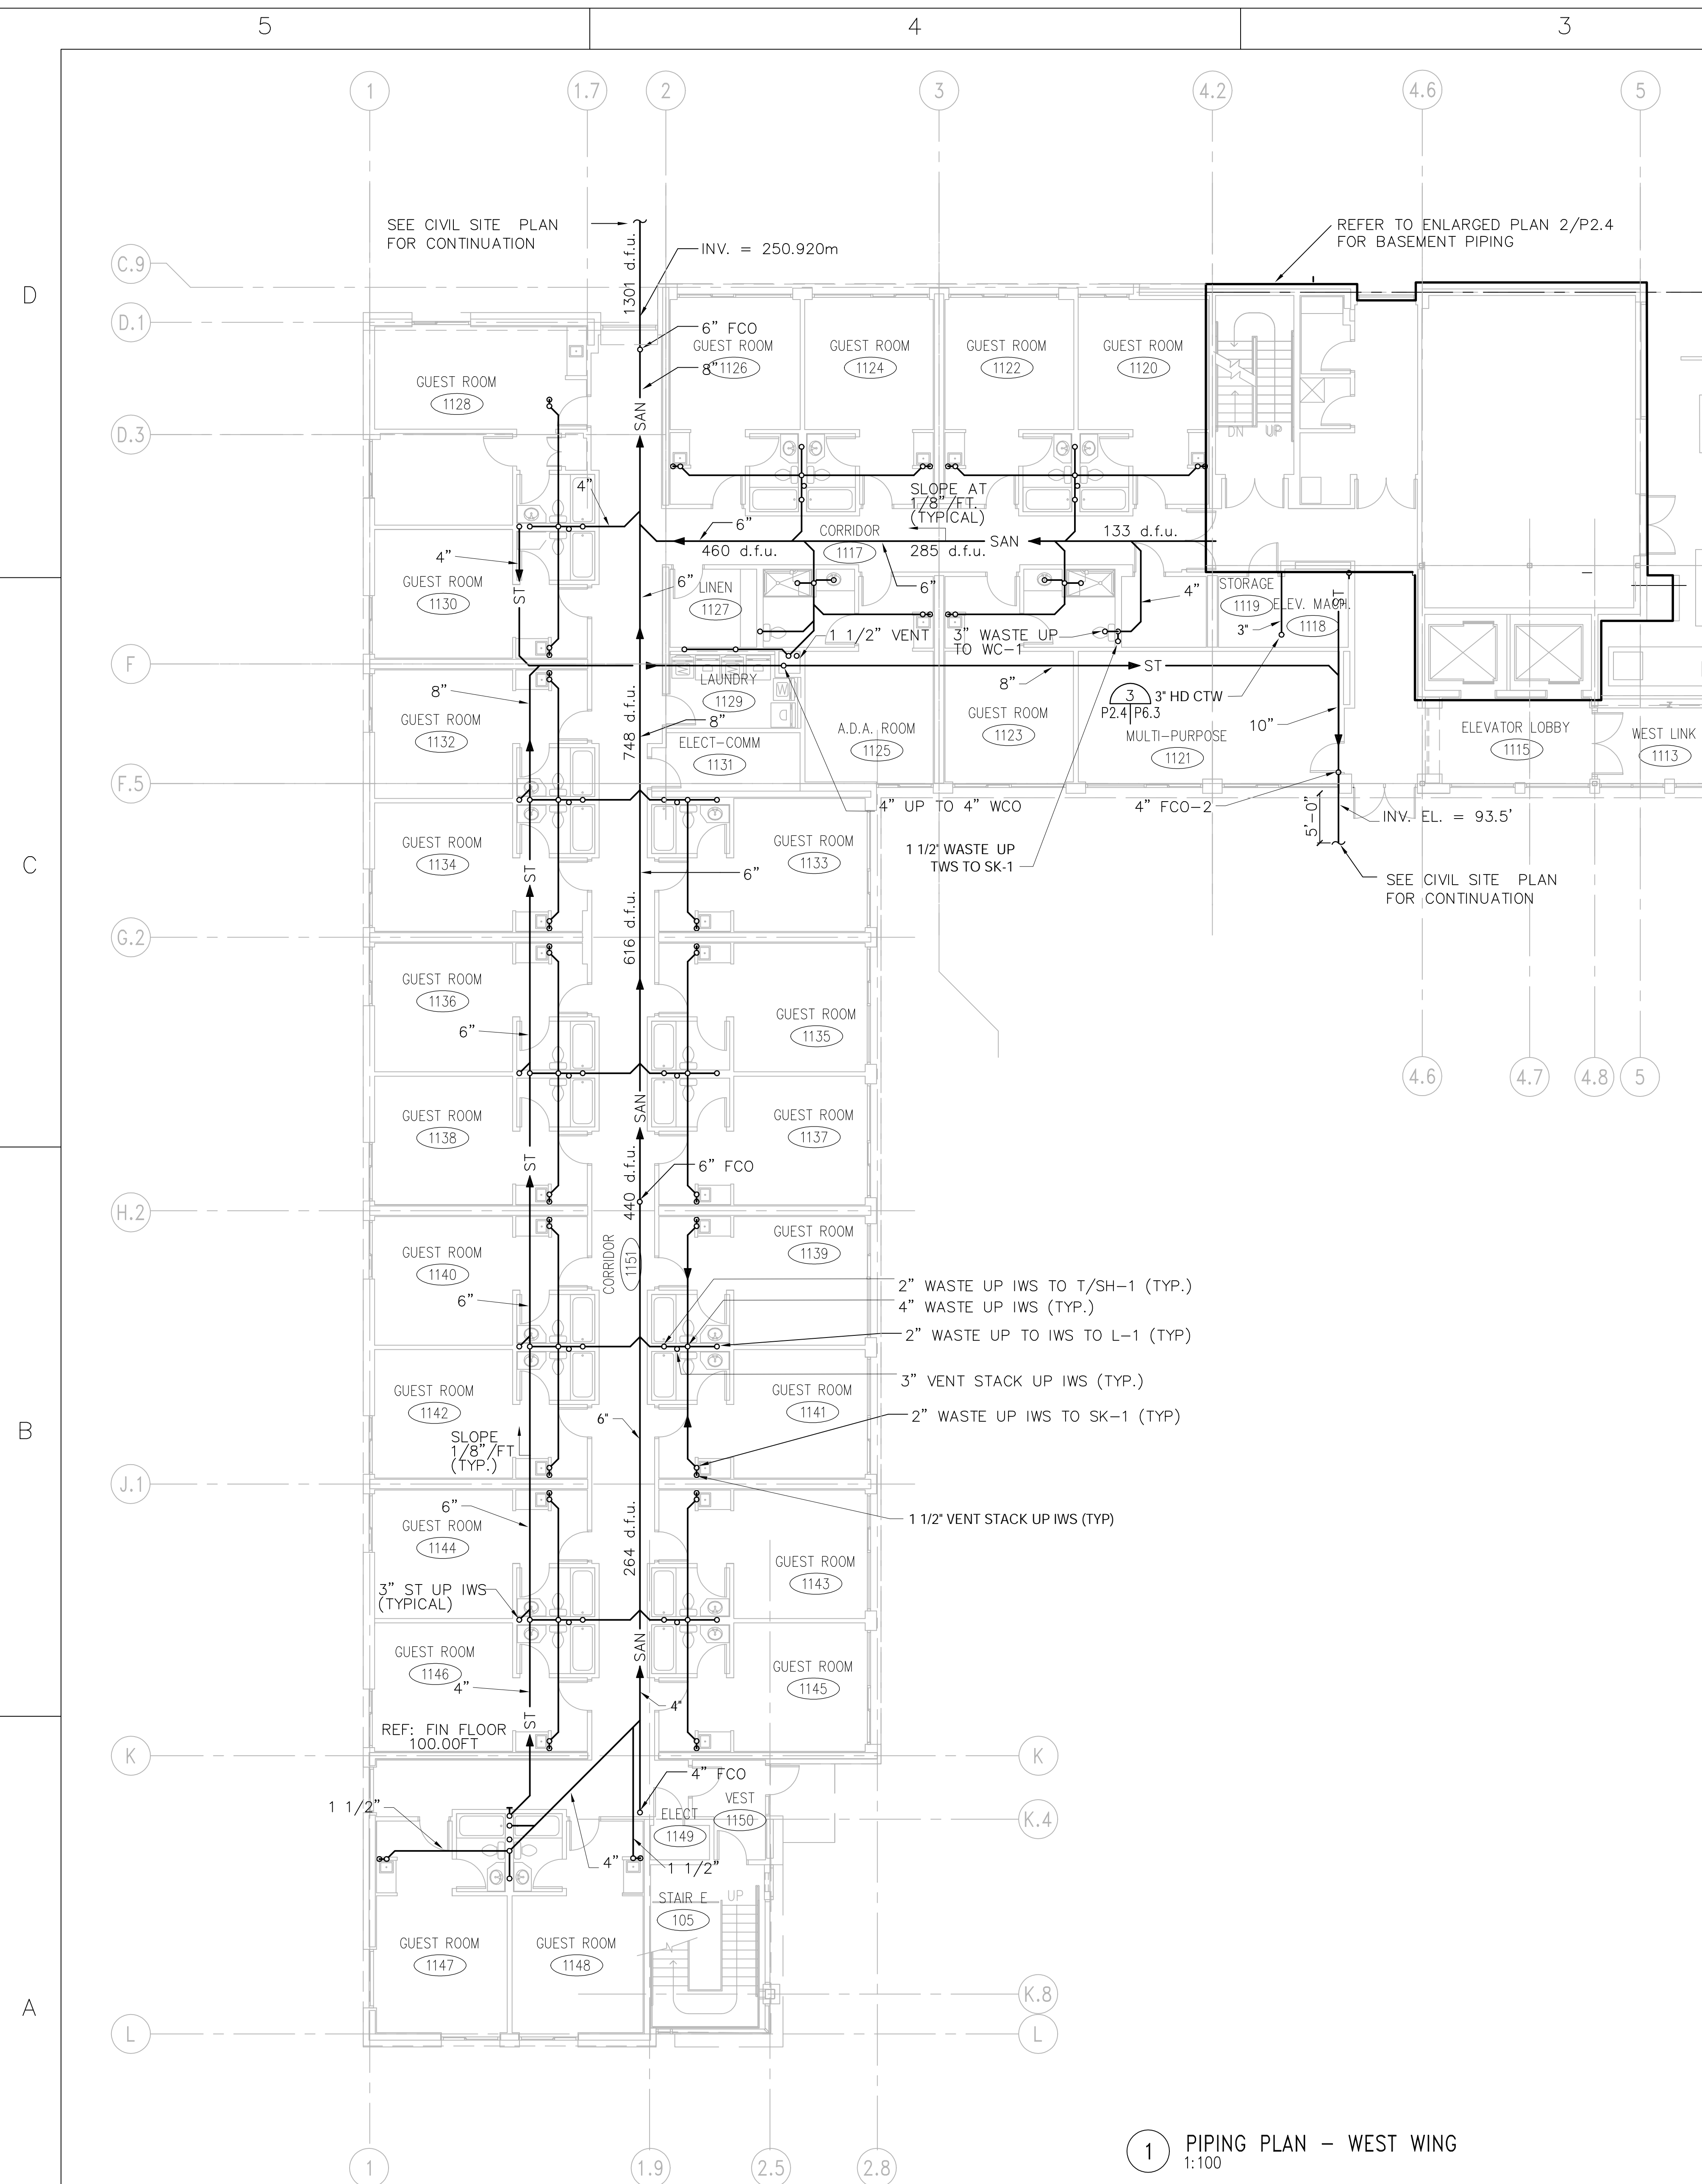 5
4
3
1
1.7
2
3
4.2
4.6
5
SEE CIVIL SITE PLAN
FOR CONTINUATION
REFER TO ENLARGED PLAN 2/P2.4
FOR BASEMENT PIPING
INV. = 250.920m
1301 d.f.u.
C.9
D
D.1
6" FCO
GUEST ROOM
1126
8"
GUEST ROOM
1124
GUEST ROOM
1122
GUEST ROOM
1120
GUEST ROOM
1128
SAN
D.3
DN
UP
4"
SLOPE AT
1/8"/FT.
(TYPICAL)
6"
CORRIDOR
1117
460 d.f.u.
285 d.f.u.
SAN
133 d.f.u.
4"
GUEST ROOM
1130
ST
6"
LINEN
1127
6"
4"
STORAGE
1119
ELEV. MACH.
1118
ST
3"
1 1/2" VENT
3" WASTE UP
TO WC-1
F
ST
8"
LAUNDRY
1129
W
D
8"
3
P2.4
P6.3
3" HD CTW
8"
GUEST ROOM
1132
748 d.f.u.
ELECT-COMM
1131
A.D.A. ROOM
1125
GUEST ROOM
1123
MULTI-PURPOSE
1121
10"
ELEVATOR LOBBY
1115
WEST LINK
1113
F.5
4" UP TO 4" WCO
4" FCO-2
INV. EL. = 93.5'
5'-0"
C
GUEST ROOM
1134
GUEST ROOM
1133
1 1/2" WASTE UP
TWS TO SK-1
ST
6"
SEE CIVIL SITE PLAN
FOR CONTINUATION
G.2
616 d.f.u.
GUEST ROOM
1136
GUEST ROOM
1135
6"
4.6
4.7
4.8
5
GUEST ROOM
1138
SAN
GUEST ROOM
1137
ST
440 d.f.u.
6" FCO
H.2
GUEST ROOM
1140
CORRIDOR
1151
GUEST ROOM
1139
6"
2" WASTE UP IWS TO T/SH-1 (TYP.)
4" WASTE UP IWS (TYP.)
2" WASTE UP TO IWS TO L-1 (TYP)
3" VENT STACK UP IWS (TYP.)
GUEST ROOM
1142
GUEST ROOM
1141
2" WASTE UP IWS TO SK-1 (TYP)
B
6"
SLOPE
1/8"/FT
(TYP.)
J.1
1 1/2" VENT STACK UP IWS (TYP)
6"
GUEST ROOM
1144
264 d.f.u.
GUEST ROOM
1143
3" ST UP IWS
(TYPICAL)
GUEST ROOM
1146
SAN
GUEST ROOM
1145
4"
4"
ST
REF: FIN FLOOR
100.00FT
K
K
4" FCO
1 1/2"
VEST
1150
ELECT
1149
K.4
4"
1 1/2"
STAIR E
105
UP
GUEST ROOM
1147
GUEST ROOM
1148
A
K.8
L
L
1
1.9
2.5
2.8
1
PIPING PLAN - WEST WING
1:100